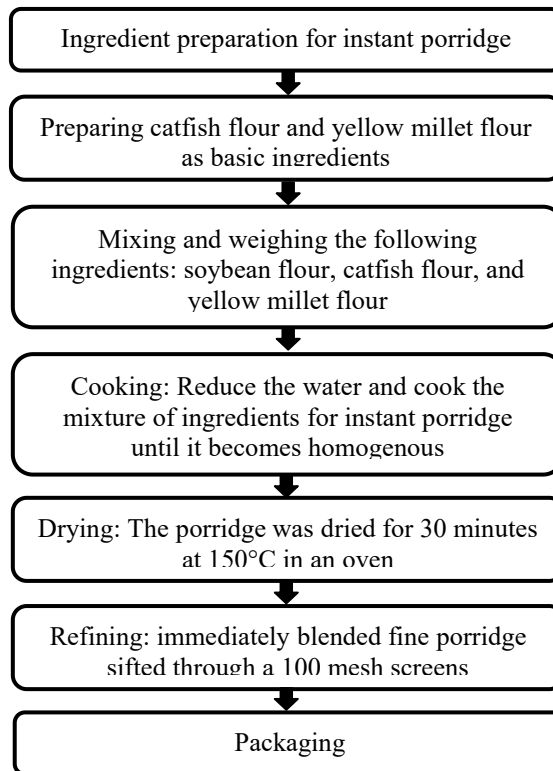 Ingredient preparation for instant porridge
Preparing catfish flour and yellow millet flour
as basic ingredients
Mixing and weighing the following
ingredients: soybean flour, catfish flour, and
yellow millet flour
Cooking: Reduce the water and cook the
mixture of ingredients for instant porridge
until it becomes homogenous
Drying: The porridge was dried for 30 minutes
at 150°C in an oven
Refining: immediately blended fine porridge
sifted through a 100 mesh screens
Packaging